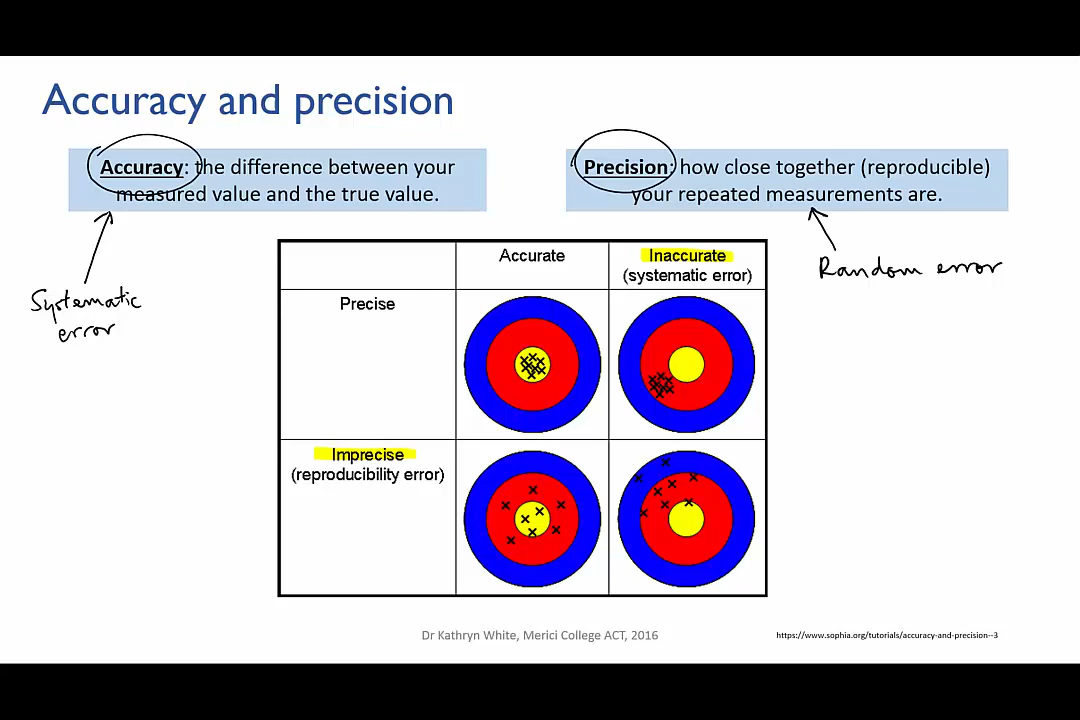 Accuracy and precision
Accuracy: the difference between your
measured value and the true value.
Precision: how close together (reproducible)
your repeated measurements are.
Systematic
error
Random error
Accurate
Inaccurate
(systematic error)
Precise
Imprecise
(reproducibility error)
Dr Kathryn White, Merici College ACT, 2016
https://www.sophia.org/tutorials/accuracy-and-precision--3